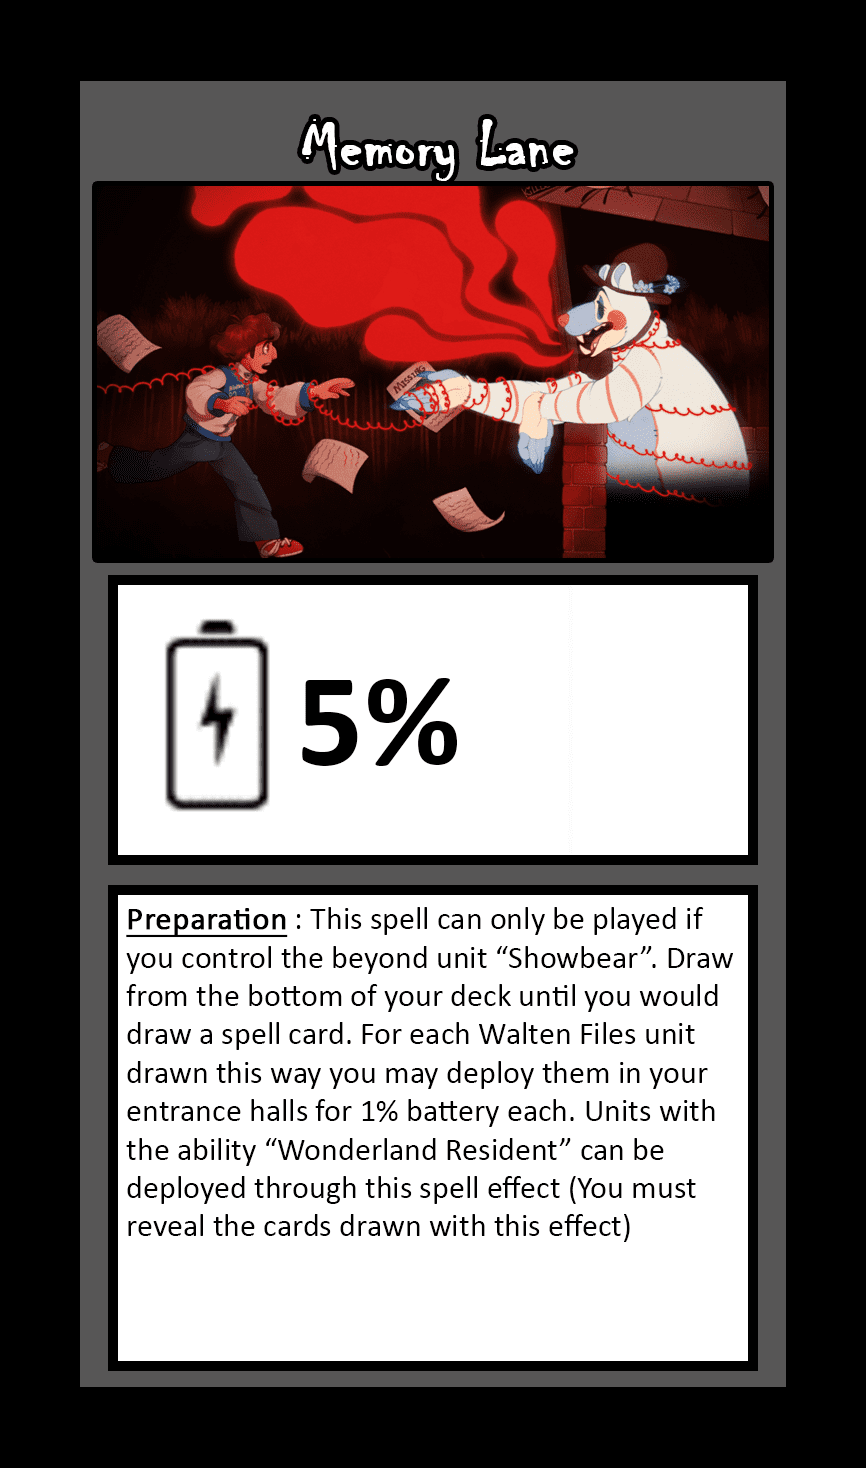 Memory Lane
MISSING
5%
Preparation : This spell can only be played if
you control the beyond unit “Showbear”. Draw
from the bottom of your deck until you would
draw a spell card. For each Walten Files unit
drawn this way you may deploy them in your
entrance halls for 1% battery each. Units with
the ability “Wonderland Resident” can be
deployed through this spell effect (You must
reveal the cards drawn with this effect)